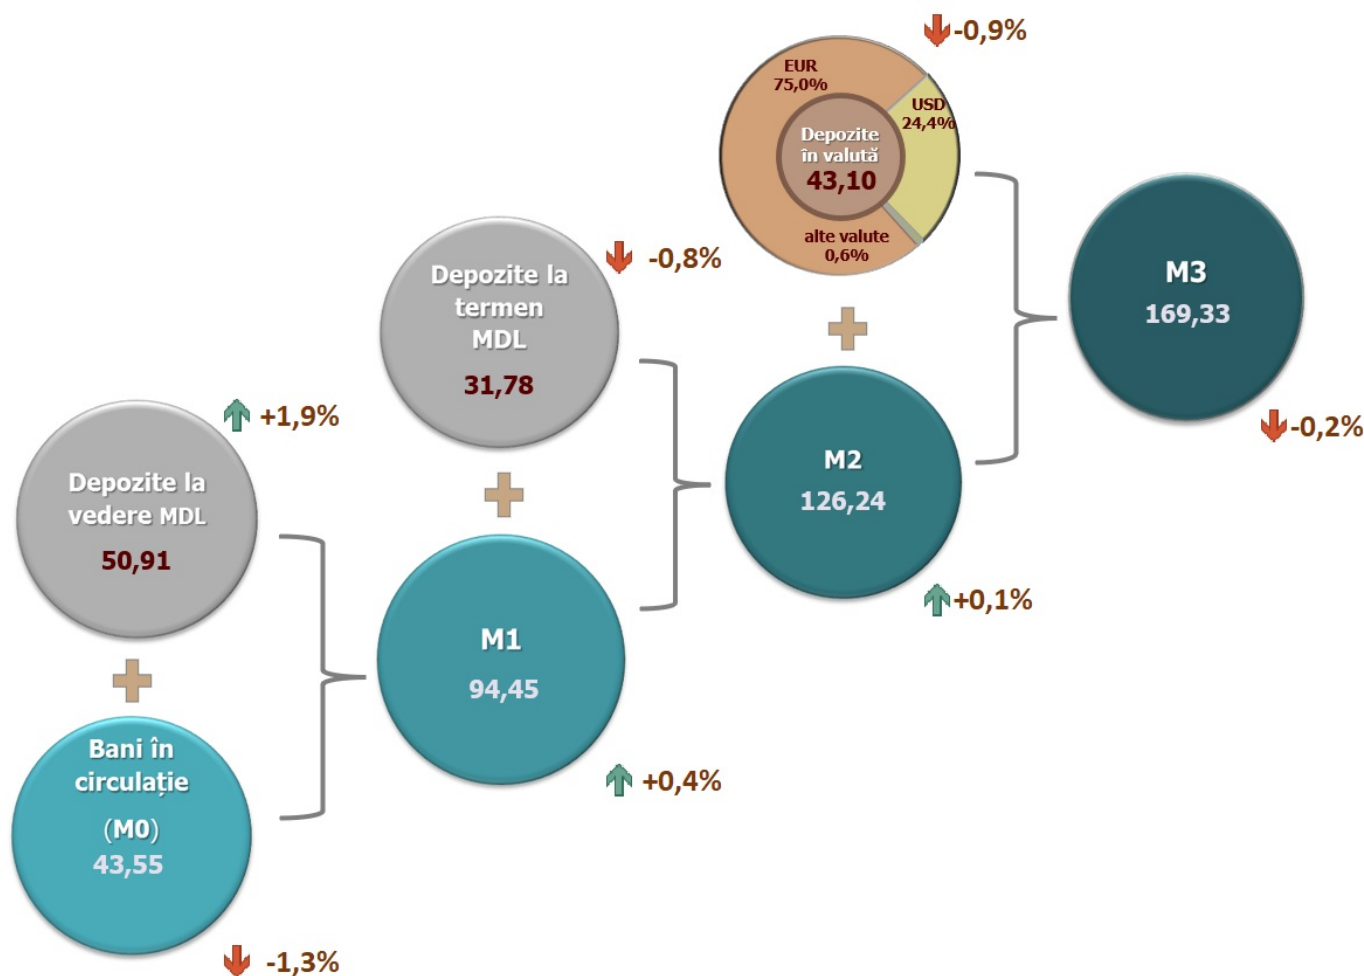 -0,9%
EUR
75,0%
USD
24,4%
Depozite
în valută
43,10
alte valute
0,6%
M3
169,33
-0,2%
-0,8%
Depozite la
termen
MDL
31,78
M2
126,24
+0,1%
+1,9%
Depozite la
vedere MDL
50,91
M1
94,45
+0,4%
Bani în
circulație
(M0)
43,55
-1,3%